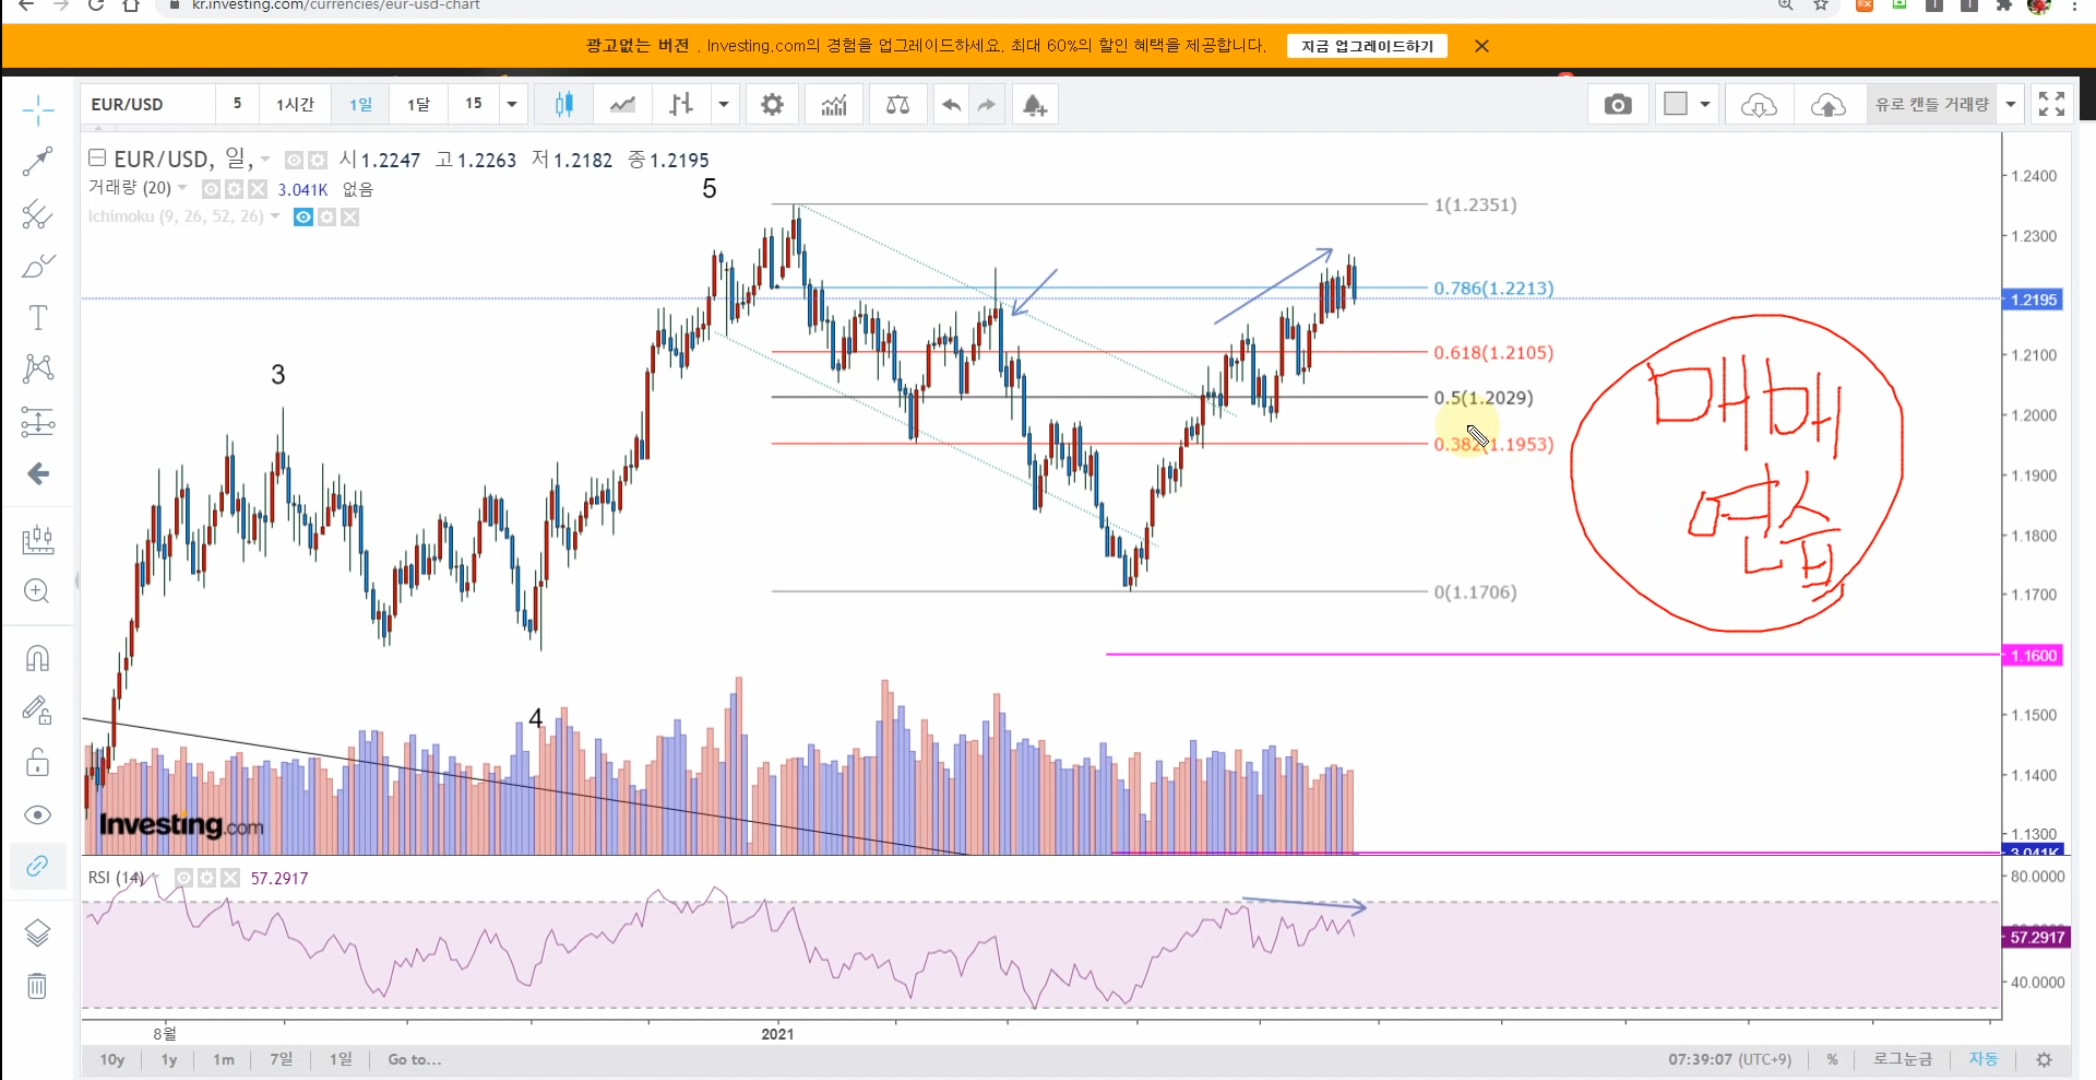 kr.investing.com/currencies/eur-usd-chart
광고없는 버전 . Investing.com의 경험을 업그레이드하세요. 최대 60%의 할인 혜택을 제공합니다. 지금 업그레이드하기
EUR/USD 5 1시간 1일 1달 15 유로 캔들 거래량
EUR/USD, 일, 시1.2247 고1.2263 저1.2182 종1.2195
거래량 (20) 3.041K 없음
Ichimoku (9, 26, 52, 26)
5
3
4
1(1.2351)
0.786(1.2213)
0.618(1.2105)
0.5(1.2029)
0.382(1.1953)
0(1.1706)
매매
연습
1.2400
1.2300
1.2195
1.2100
1.2000
1.1900
1.1800
1.1700
1.1600
1.1500
1.1400
1.1300
3.041K
Investing.com
RSI (14) 57.2917
80.0000
57.2917
40.0000
8월 2021
10y 1y 1m 7일 1일 Go to... 07:39:07 (UTC+9) % 로그눈금 자동